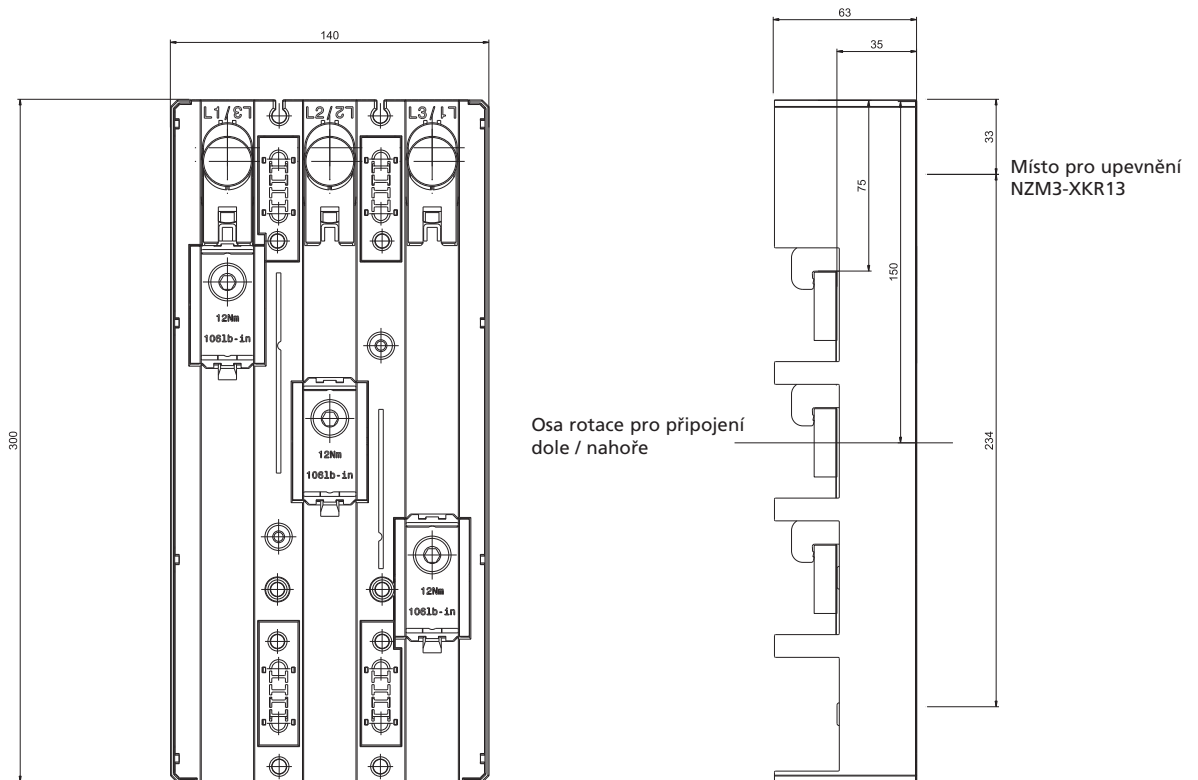 140
63
35
300
L1/L3
L2/L2
L3/L1
33
75
150
234
Místo pro upevnění
NZM3-XKR13
12Nm
106lb-in
12Nm
106lb-in
12Nm
106lb-in
Osa rotace pro připojení
dole / nahoře